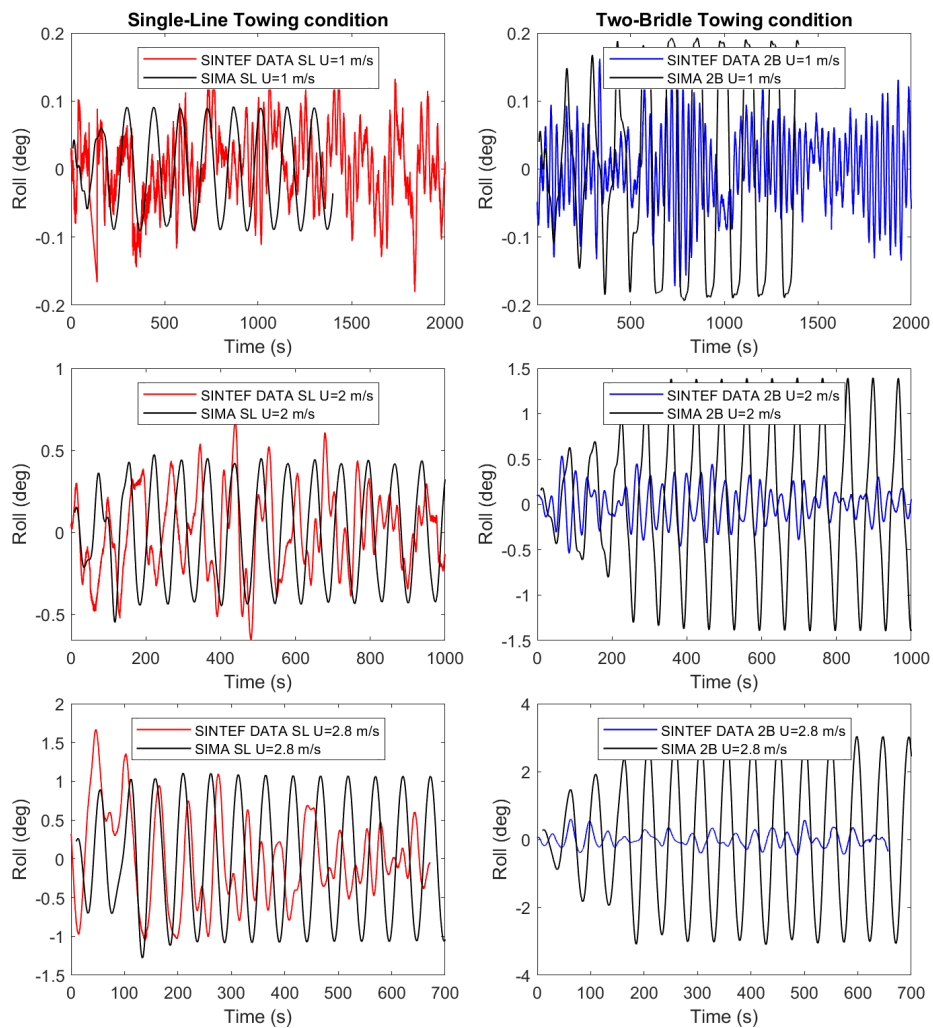 Single-Line Towing condition
0.2
0.1
0
-0.1
-0.2
Roll (deg)
SINTEF DATA SL U=1 m/s
SIMA SL U=1 m/s
0 500 1000 1500 2000
Time (s)
Two-Bridle Towing condition
0.2
0.1
0
-0.1
-0.2
Roll (deg)
SINTEF DATA 2B U=1 m/s
SIMA 2B U=1 m/s
0 500 1000 1500 2000
Time (s)
1
0.5
0
-0.5
Roll (deg)
SINTEF DATA SL U=2 m/s
SIMA SL U=2 m/s
0 200 400 600 800 1000
Time (s)
1.5
1
0.5
0
-0.5
-1
-1.5
Roll (deg)
SINTEF DATA 2B U=2 m/s
SIMA 2B U=2 m/s
0 200 400 600 800 1000
Time (s)
2
1.5
1
0.5
0
-0.5
-1
-1.5
Roll (deg)
SINTEF DATA SL U=2.8 m/s
SIMA SL U=2.8 m/s
0 100 200 300 400 500 600 700
Time (s)
4
2
0
-2
-4
Roll (deg)
SINTEF DATA 2B U=2.8 m/s
SIMA 2B U=2.8 m/s
0 100 200 300 400 500 600 700
Time (s)